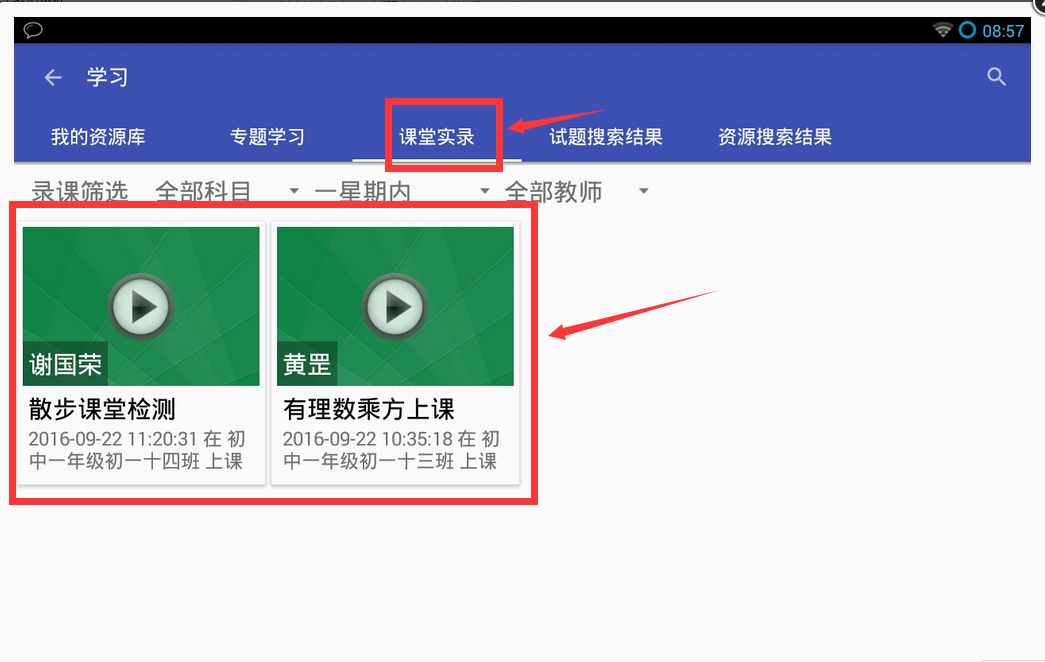 08:57
学习
我的资源库 专题学习 课堂实录 试题搜索结果 资源搜索结果
录课筛选 全部科目 一星期内 全部教师
谢国荣
散步课堂检测
2016-09-22 11:20:31 在 初
中一年级初一十四班 上课
黄罡
有理数乘方上课
2016-09-22 10:35:18 在 初
中一年级初一十三班 上课